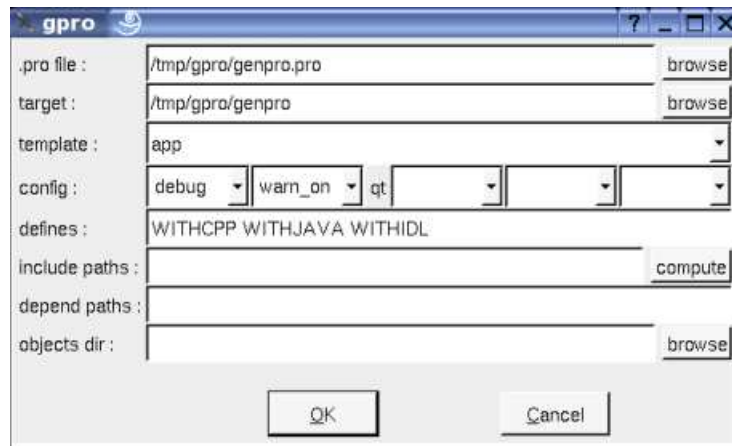 gpro ?
.pro file : /tmp/gpro/genpro.pro browse
target : /tmp/gpro/genpro browse
template : app
config : debug warn_on qt
defines : WITHCPP WITHJAVA WITHIDL
include paths : compute
depend paths :
objects dir : browse
OK Cancel